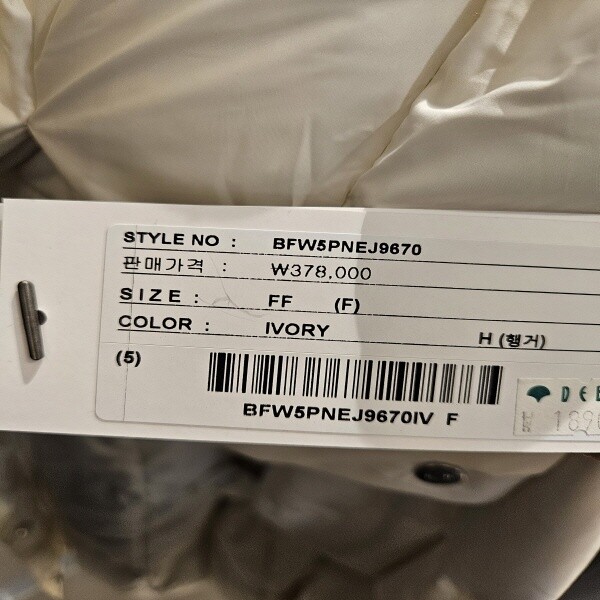 STYLE NO : BFW5PNEJ9670
판매가격 : ₩378,000
SIZE : FF (F)
COLOR : IVORY H (행거)
(5)
BFW5PNEJ9670IV F